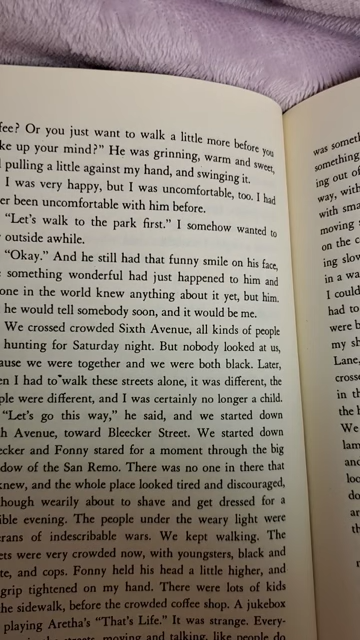 fee? Or you just want to walk a little more before you
ke up your mind?" He was grinning, warm and sweet,
pulling a little against my hand, and swinging it.
I was very happy, but I was uncomfortable, too. I had
er been uncomfortable with him before.
"Let's walk to the park first." I somehow wanted to
outside awhile.
"Okay." And he still had that funny smile on his face,
something wonderful had just happened to him and
one in the world knew anything about it yet, but him.
he would tell somebody soon, and it would be me.
We crossed crowded Sixth Avenue, all kinds of people
hunting for Saturday night. But nobody looked at us,
ause we were together and we were both black. Later,
en I had to walk these streets alone, it was different, the
ple were different, and I was certainly no longer a child.
"Let's go this way," he said, and we started down
h Avenue, toward Bleecker Street. We started down
ecker and Fonny stared for a moment through the big
dow of the San Remo. There was no one in there that
knew, and the whole place looked tired and discouraged,
hough wearily about to shave and get dressed for a
ible evening. The people under the weary light were
erans of indescribable wars. We kept walking. The
ets were very crowded now, with youngsters, black and
te, and cops. Fonny held his head a little higher, and
grip tightened on my hand. There were lots of kids
the sidewalk, before the crowded coffee shop. A jukebox
playing Aretha's "That's Life." It was strange. Every-
streets, moving and talking, like people do
was someth
something
ing out of
way, with
with sma
moving
on the c
ing slow
in a wa
I could
had to
were b
my sh
Lane,
cross
in th
the b
We
lam
and
loc
do
ar
th